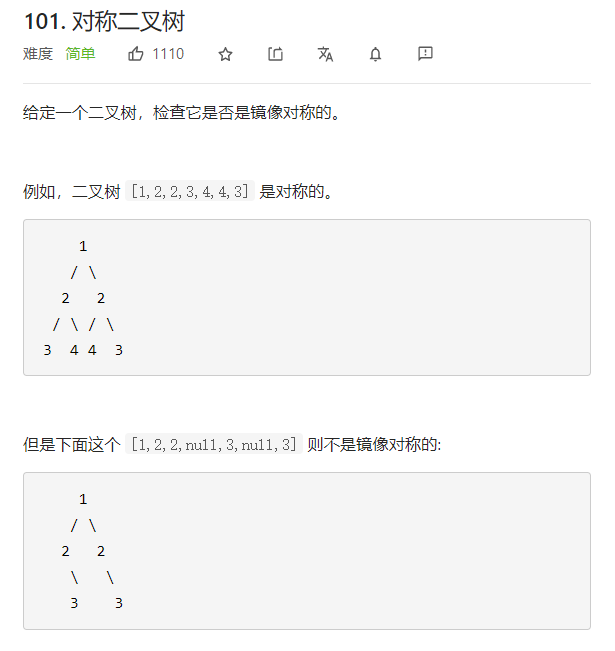 101. 对称二叉树
难度 简单 1110
给定一个二叉树，检查它是否是镜像对称的。
例如，二叉树 [1,2,2,3,4,4,3] 是对称的。
1
/ \
2 2
/ \ / \
3 4 4 3
但是下面这个 [1,2,2,null,3,null,3] 则不是镜像对称的:
1
/ \
2 2
\ \
3 3